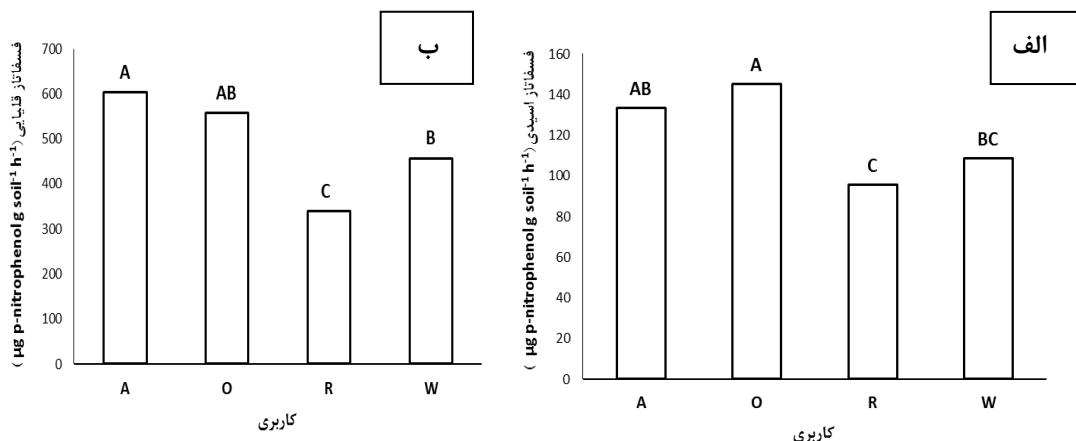 الف
فسفاتاز اسیدی (µg p-nitrophenol g soil⁻¹ h⁻¹)
160
140
120
100
80
60
40
20
0
AB
A
C
BC
A O R W
کاربری
ب
فسفاتاز قلیایی (µg p-nitrophenol g soil⁻¹ h⁻¹)
700
600
500
400
300
200
100
0
A
AB
C
B
A O R W
کاربری